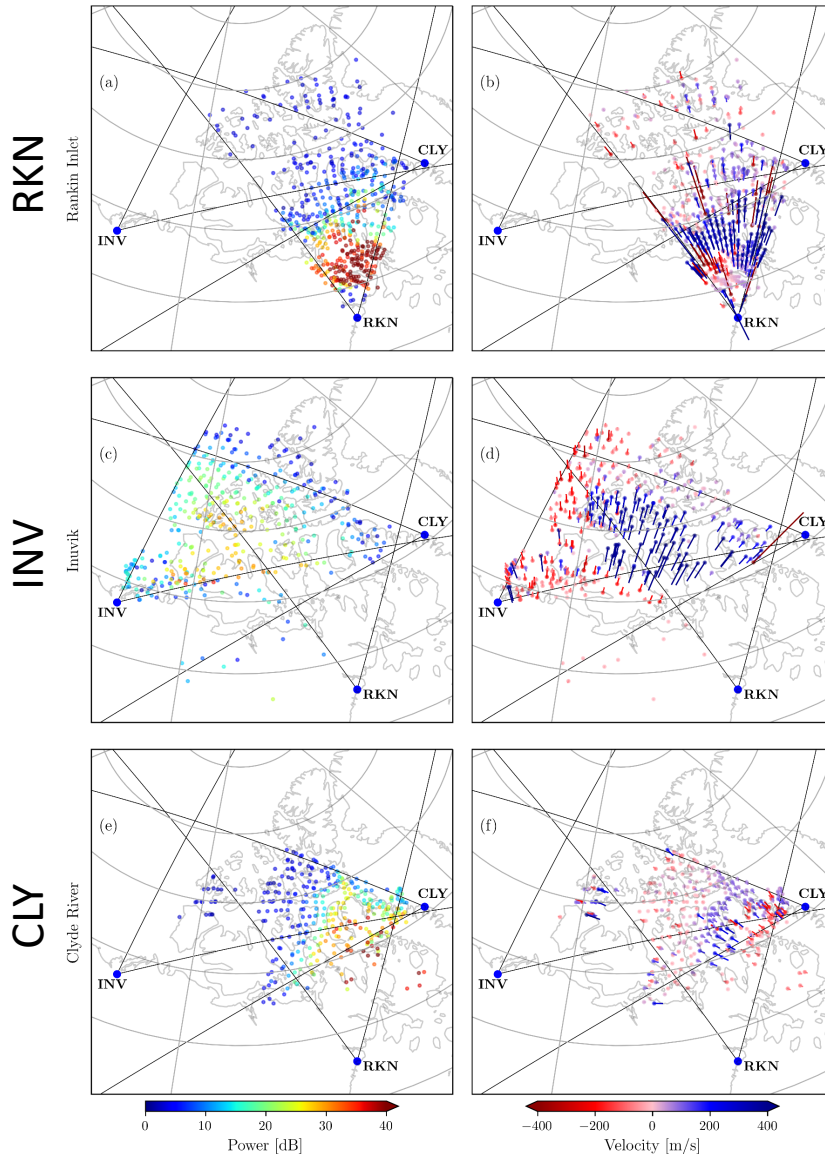 RKN
Rankin Inlet
(a)
CLY
INV
RKN
(b)
CLY
INV
RKN
INV
Inuvik
(c)
CLY
INV
RKN
(d)
CLY
INV
RKN
CLY
Clyde River
(e)
CLY
INV
RKN
(f)
CLY
INV
RKN
0 10 20 30 40
Power [dB]
−400 −200 0 200 400
Velocity [m/s]